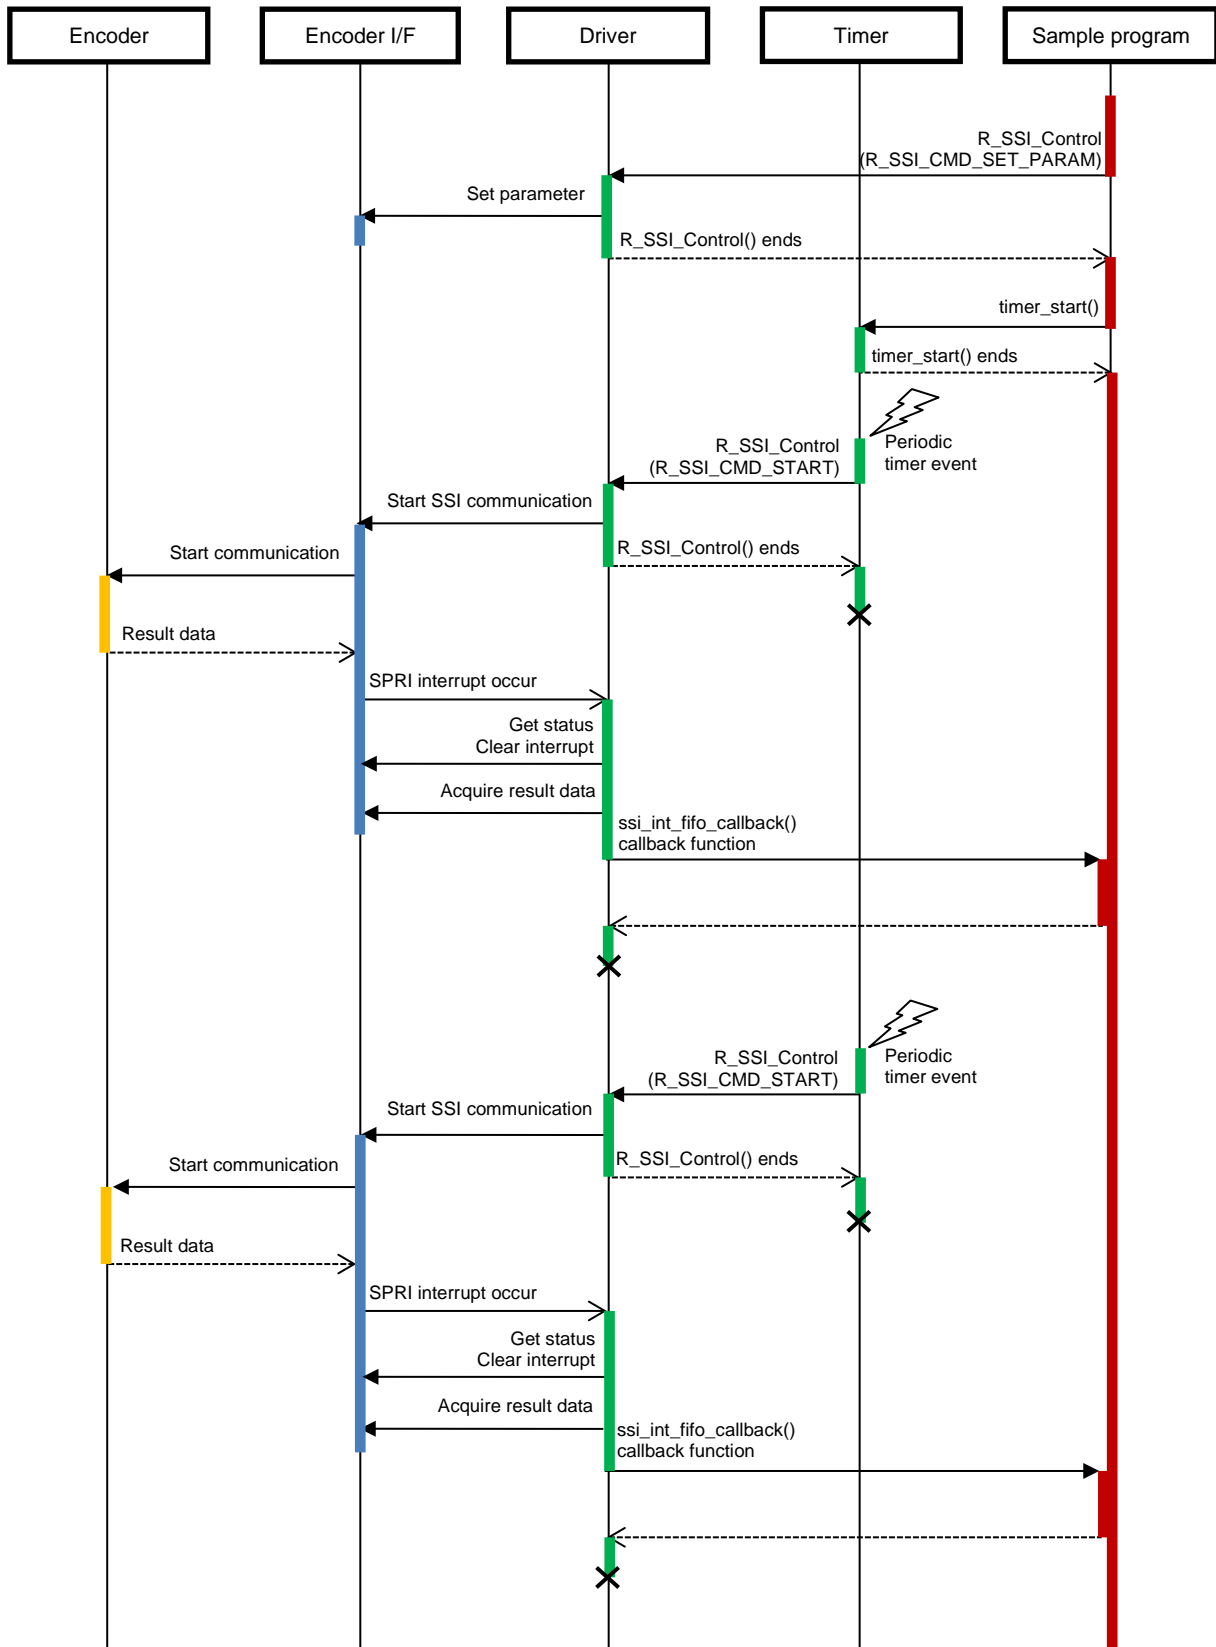 Encoder
Encoder I/F
Driver
Timer
Sample program
R_SSI_Control
(R_SSI_CMD_SET_PARAM)
Set parameter
R_SSI_Control() ends
timer_start()
timer_start() ends
Periodic
timer event
R_SSI_Control
(R_SSI_CMD_START)
Start SSI communication
R_SSI_Control() ends
Start communication
Result data
SPRI interrupt occur
Get status
Clear interrupt
Acquire result data
ssi_int_fifo_callback()
callback function
Periodic
timer event
R_SSI_Control
(R_SSI_CMD_START)
Start SSI communication
R_SSI_Control() ends
Start communication
Result data
SPRI interrupt occur
Get status
Clear interrupt
Acquire result data
ssi_int_fifo_callback()
callback function